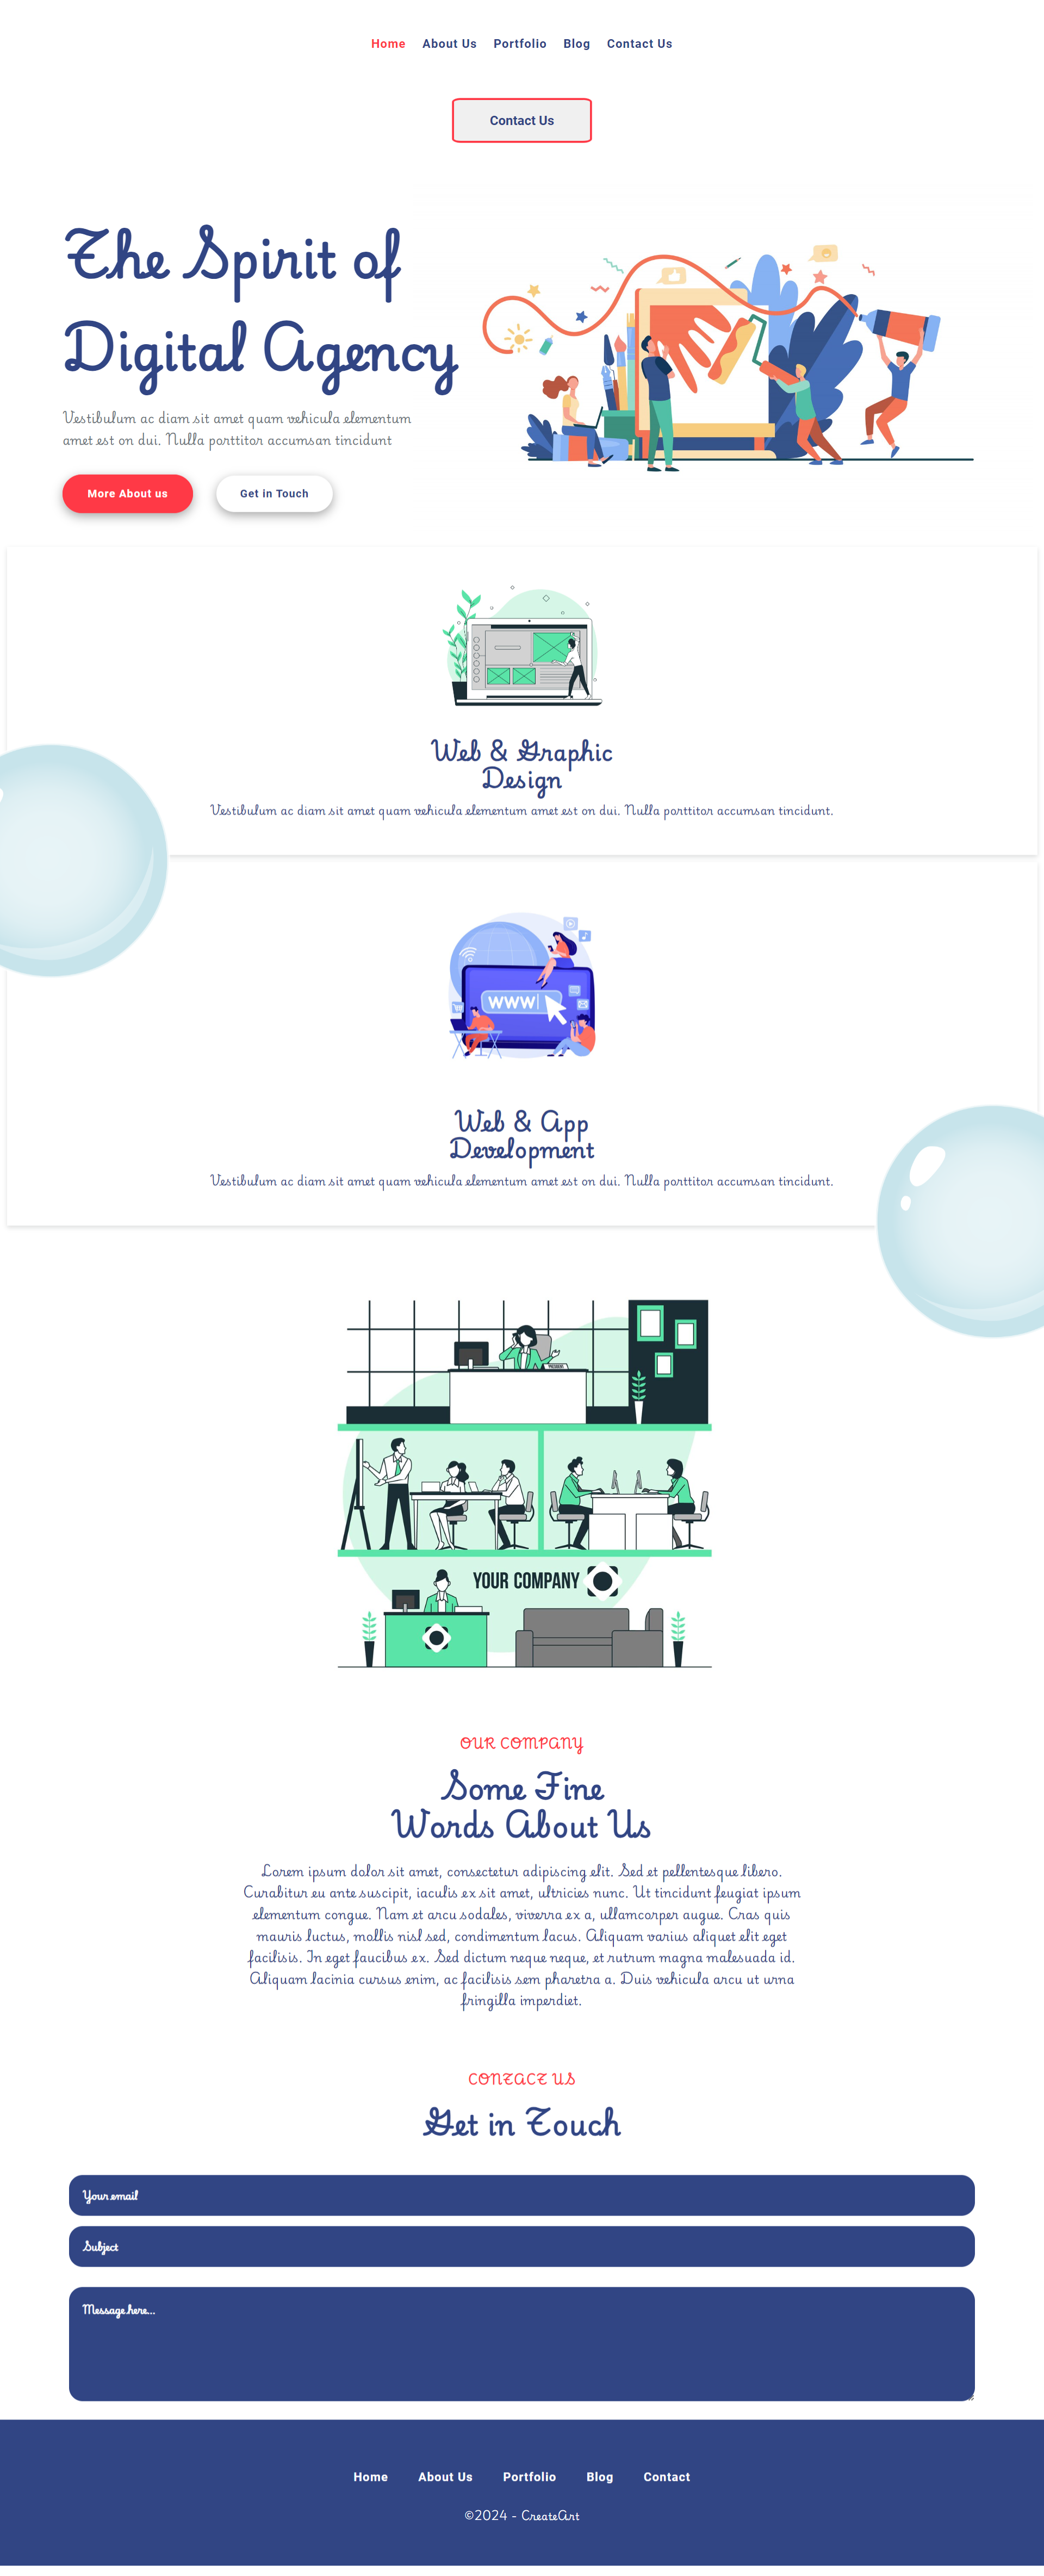 Home About Us Portfolio Blog Contact Us
Contact Us
The Spirit of
Digital Agency
Vestibulum ac diam sit amet quam vehicula elementum
amet est on dui. Nulla porttitor accumsan tincidunt
More About us Get in Touch
Web & Graphic
Design
Vestibulum ac diam sit amet quam vehicula elementum amet est on dui. Nulla porttitor accumsan tincidunt.
WWW
Web & App
Development
Vestibulum ac diam sit amet quam vehicula elementum amet est on dui. Nulla porttitor accumsan tincidunt.
YOUR COMPANY
OUR COMPANY
Some Fine
Words About Us
Lorem ipsum dolor sit amet, consectetur adipiscing elit. Sed et pellentesque libero.
Curabitur eu ante suscipit, iaculis ex sit amet, ultricies nunc. Ut tincidunt feugiat ipsum
elementum congue. Nam et arcu sodales, viverra ex a, ullamcorper augue. Cras quis
mauris luctus, mollis nisl sed, condimentum lacus. Aliquam varius aliquet elit eget
facilisis. In eget faucibus ex. Sed dictum neque neque, et rutrum magna malesuada id.
Aliquam lacinia cursus enim, ac facilisis sem pharetra a. Duis vehicula arcu ut urna
fringilla imperdiet.
CONTACT US
Get in Touch
Your email
Subject
Message here...
Home About Us Portfolio Blog Contact
©2024 - CreateArt